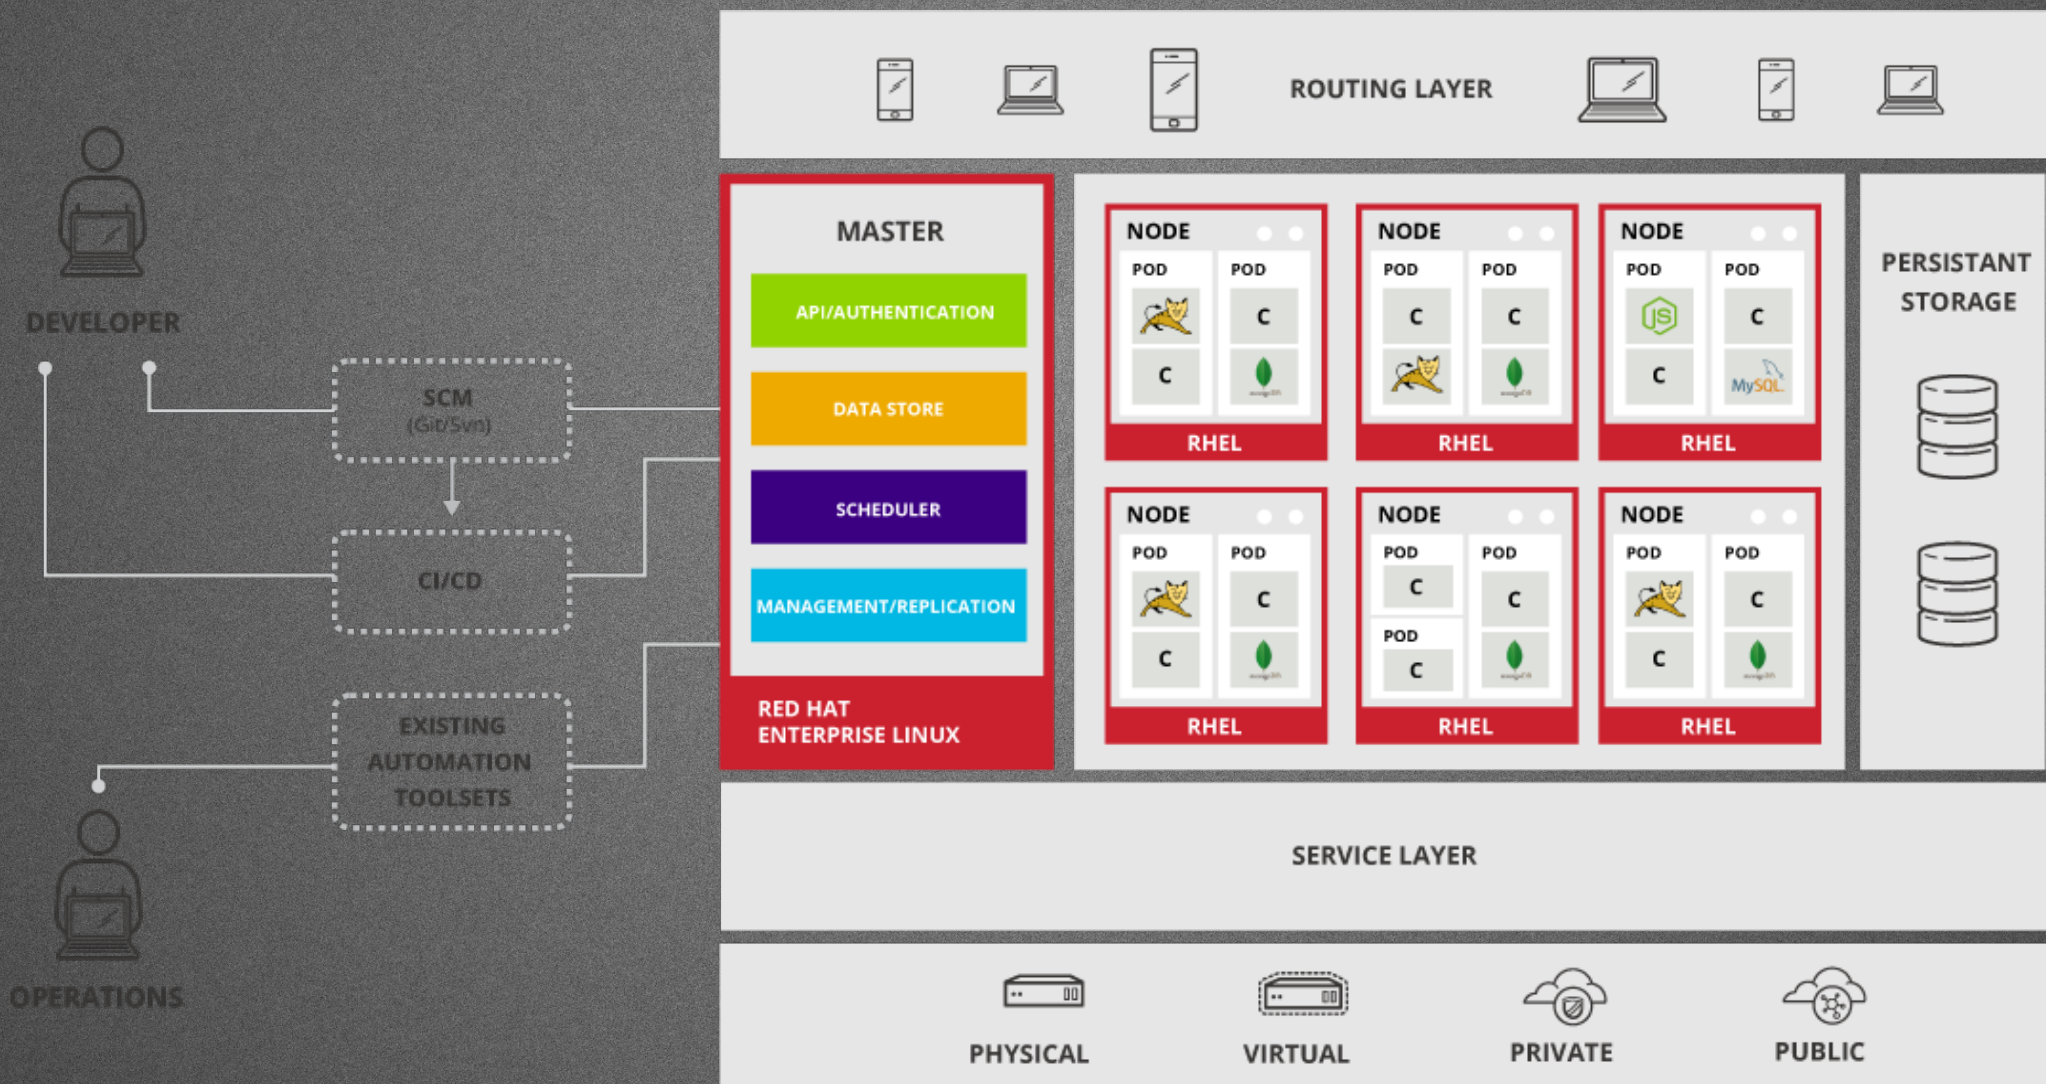 ROUTING LAYER
DEVELOPER
SCM
(Git/Svn)
CI/CD
EXISTING
AUTOMATION
TOOLSETS
OPERATIONS
MASTER
API/AUTHENTICATION
DATA STORE
SCHEDULER
MANAGEMENT/REPLICATION
RED HAT
ENTERPRISE LINUX
NODE
POD
POD
C
C
RHEL
NODE
POD
POD
C
C
RHEL
NODE
POD
POD
JS
C
C
MySQL
RHEL
NODE
POD
POD
C
C
RHEL
NODE
POD
POD
C
C
POD
C
RHEL
NODE
POD
POD
C
C
RHEL
PERSISTANT
STORAGE
SERVICE LAYER
PHYSICAL
VIRTUAL
PRIVATE
PUBLIC